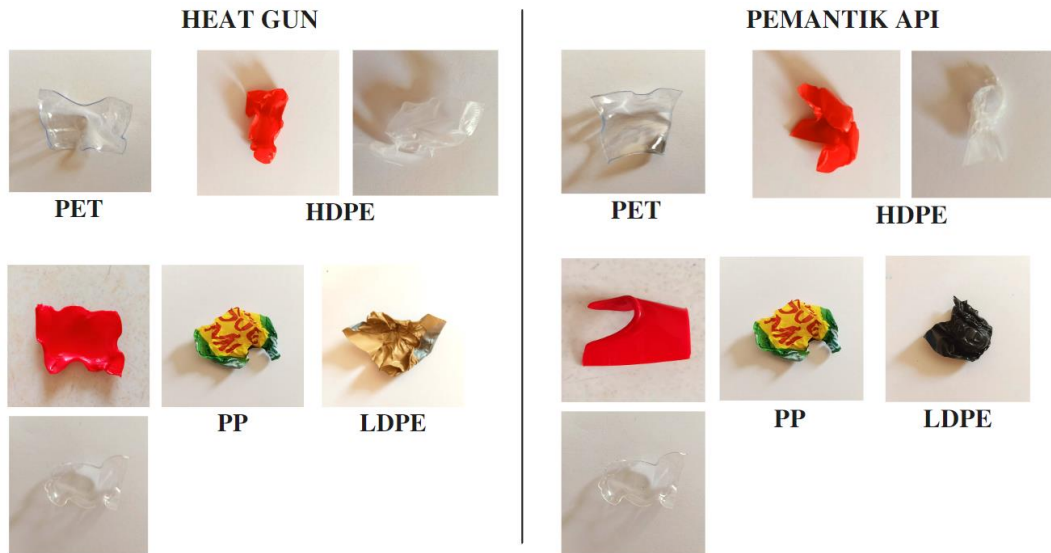 HEAT GUN
PET
HDPE
PP
LDPE
PEMANTIK API
PET
HDPE
PP
LDPE